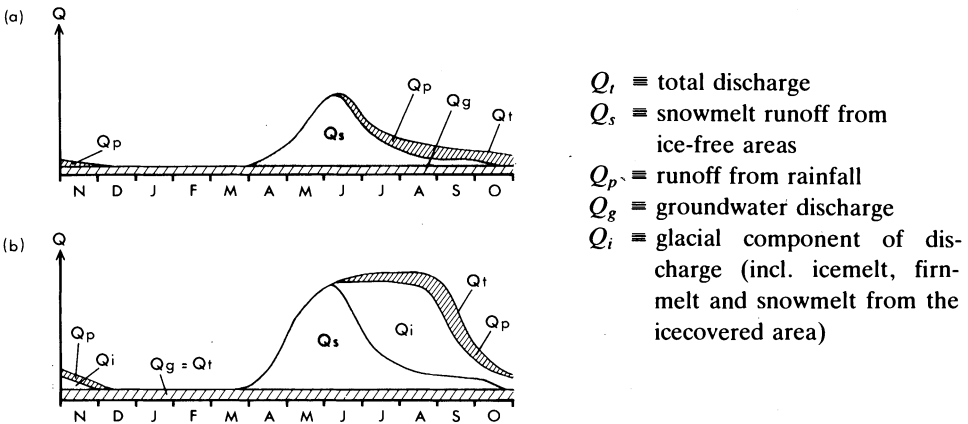 (a)
Q
Qp
Qs
Qp
Qg
Qt
N D J F M A M J J A S O
(b)
Q
Qp
Qi
Qg = Qt
Qs
Qi
Qt
Qp
N D J F M A M J J A S O
Qt ≡ total discharge
Qs ≡ snowmelt runoff from
ice-free areas
Qp ≡ runoff from rainfall
Qg ≡ groundwater discharge
Qi ≡ glacial component of dis-
charge (incl. icemelt, firn-
melt and snowmelt from the
icecovered area)